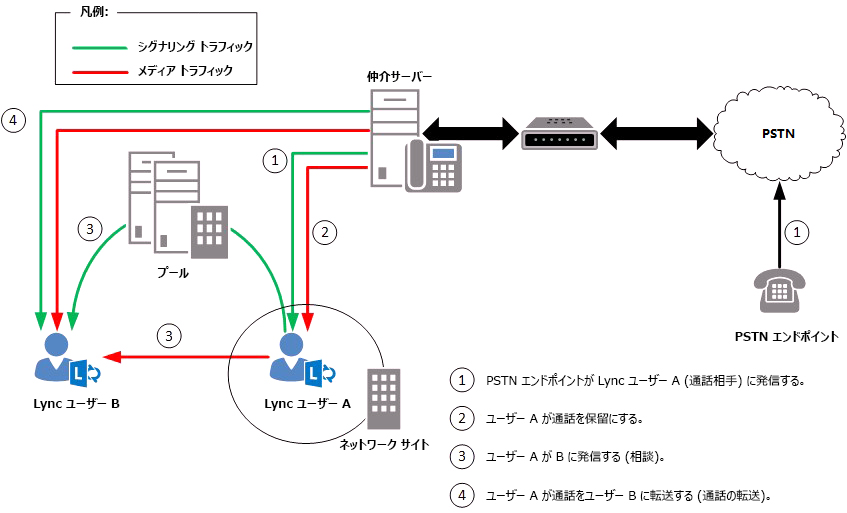 凡例:
シグナリング トラフィック
メディア トラフィック
仲介サーバー
4
1
PSTN
2
3
1
プール
3
PSTN エンドポイント
L
L
Lync ユーザー B
Lync ユーザー A
ネットワーク サイト
1 PSTN エンドポイントが Lync ユーザー A (通話相手) に発信する。
2 ユーザー A が通話を保留にする。
3 ユーザー A が B に発信する (相談)。
4 ユーザー A が通話をユーザー B に転送する (通話の転送)。